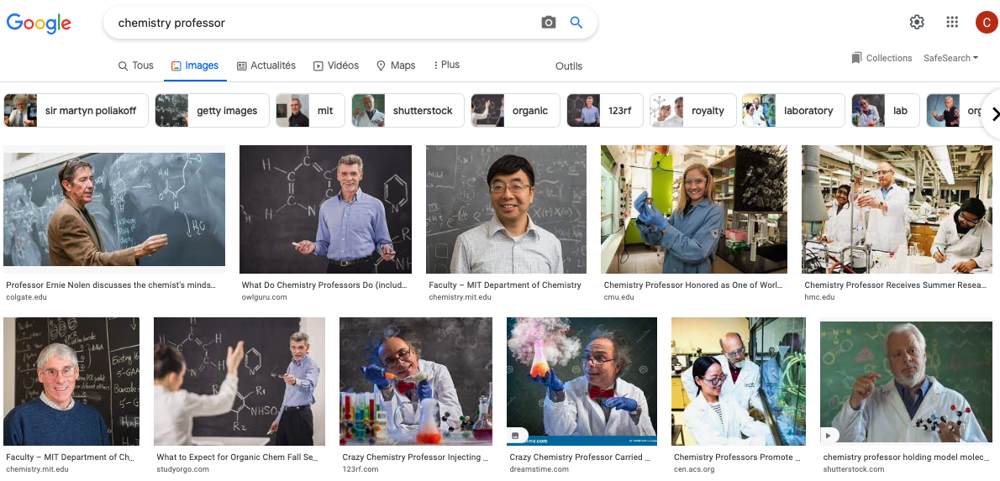 Google
chemistry professor
C
Tous
Images
Actualités
Vidéos
Maps
Plus
Outils
Collections
SafeSearch
sir martyn poliakoff
getty images
mit
shutterstock
organic
123rf
royalty
laboratory
lab
org
Professor Ernie Nolen discusses the chemist's minds...
colgate.edu
What Do Chemistry Professors Do (includ...
owlguru.com
Faculty – MIT Department of Chemistry
chemistry.mit.edu
Chemistry Professor Honored as One of Worl...
cmu.edu
Chemistry Professor Receives Summer Resea...
hmc.edu
Faculty – MIT Department of Ch...
chemistry.mit.edu
What to Expect for Organic Chem Fall Se...
studyorgo.com
Crazy Chemistry Professor Injecting ...
123rf.com
Crazy Chemistry Professor Carried ...
dreamstime.com
Chemistry Professors Promote ...
cen.acs.org
chemistry professor holding model molec...
shutterstock.com